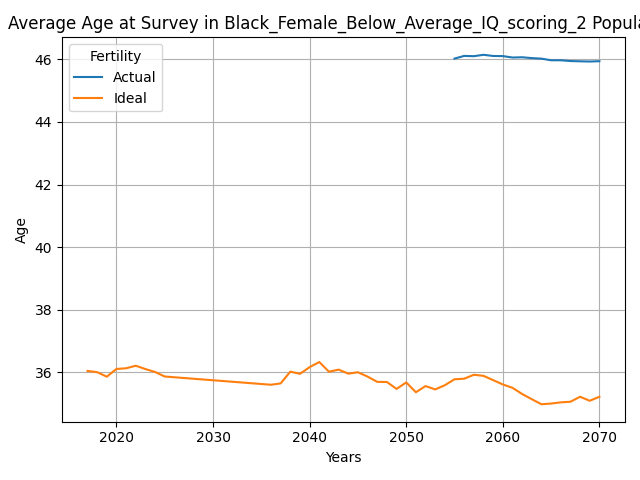 Average Age at Survey in Black_Female_Below_Average_IQ_scoring_2 Popula
Fertility
Actual
Ideal
46
44
42
40
38
36
Age
2020 2030 2040 2050 2060 2070
Years